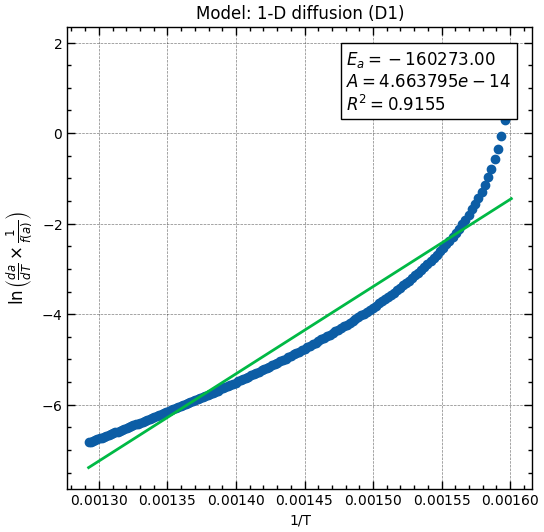 Model: 1-D diffusion (D1)
E_a = −160273.00
A = 4.663795e − 14
R^2 = 0.9155
2
0
−2
−4
−6
ln (da/dT × 1/f(a))
0.00130 0.00135 0.00140 0.00145 0.00150 0.00155 0.00160
1/T